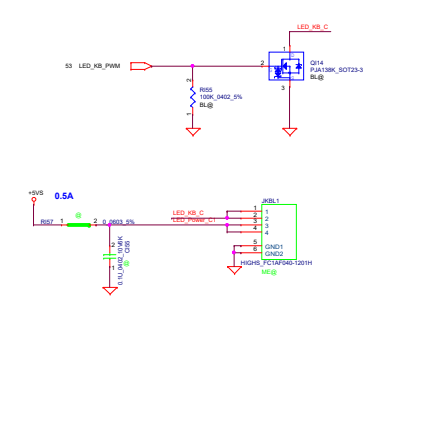 LED_KB_C
1
QI14
53 LED_KB_PWM
2
PJA138K_SOT23-3
BL@
3
2
RI55
100K_0402_5%
BL@
1
+5VS
0.5A
JKBL1
@
LED_KB_C
LED_Power_C1
RI57 1 2 0_0603_5%
1 1
2 2
3 3
4 4
5 GND1
6 GND2
2
1
@
HIGHS_FC1AF040-1201H
ME@